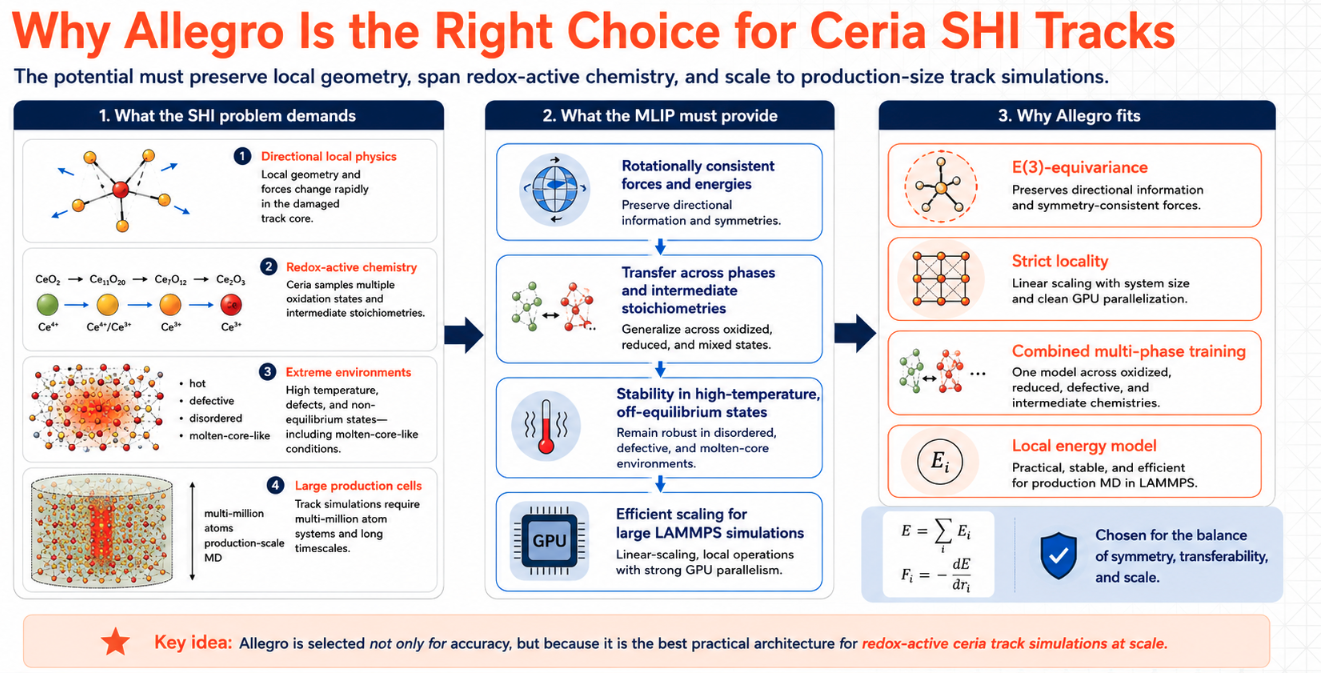 Why Allegro Is the Right Choice for Ceria SHI Tracks
The potential must preserve local geometry, span redox-active chemistry, and scale to production-size track simulations.
1. What the SHI problem demands
1 Directional local physics
Local geometry and
forces change rapidly
in the damaged
track core.
2 Redox-active chemistry
Ceria samples multiple
oxidation states and
intermediate stoichiometries.
CeO₂ → Ce₁₁O₂₀ → Ce₇O₁₂ → Ce₂O₃
Ce
Ce⁴⁺ Ce⁴⁺/Ce³⁺ Ce³⁺ Ce³⁺
3 Extreme environments
High temperature,
defects, and non-
equilibrium states—
including molten-core-like
conditions.
• hot
• defective
• disordered
• molten-core-like
4 Large production cells
Track simulations require
multi-million atom
systems and long
timescales.
multi-million
atoms
production-scale
MD
2. What the MLIP must provide
Rotationally consistent
forces and energies
Preserve directional
information and symmetries.
Transfer across phases
and intermediate
stoichiometries
Generalize across oxidized,
reduced, and mixed states.
Stability in high-temperature,
off-equilibrium states
Remain robust in disordered,
defective, and molten-core
environments.
GPU
Efficient scaling for
large LAMMPS simulations
Linear-scaling, local operations
with strong GPU parallelism.
3. Why Allegro fits
E(3)-equivariance
Preserves directional information
and symmetry-consistent forces.
Strict locality
Linear scaling with system size
and clean GPU parallelization.
...
Combined multi-phase training
One model across oxidized,
reduced, defective, and
intermediate chemistries.
Eᵢ
Local energy model
Practical, stable, and efficient
for production MD in LAMMPS.
E = ∑ᵢ Eᵢ
Fᵢ = − dE/drᵢ
Chosen for the balance
of symmetry, transferability,
and scale.
Key idea: Allegro is selected not only for accuracy, but because it is the best practical architecture for redox-active ceria track simulations at scale.